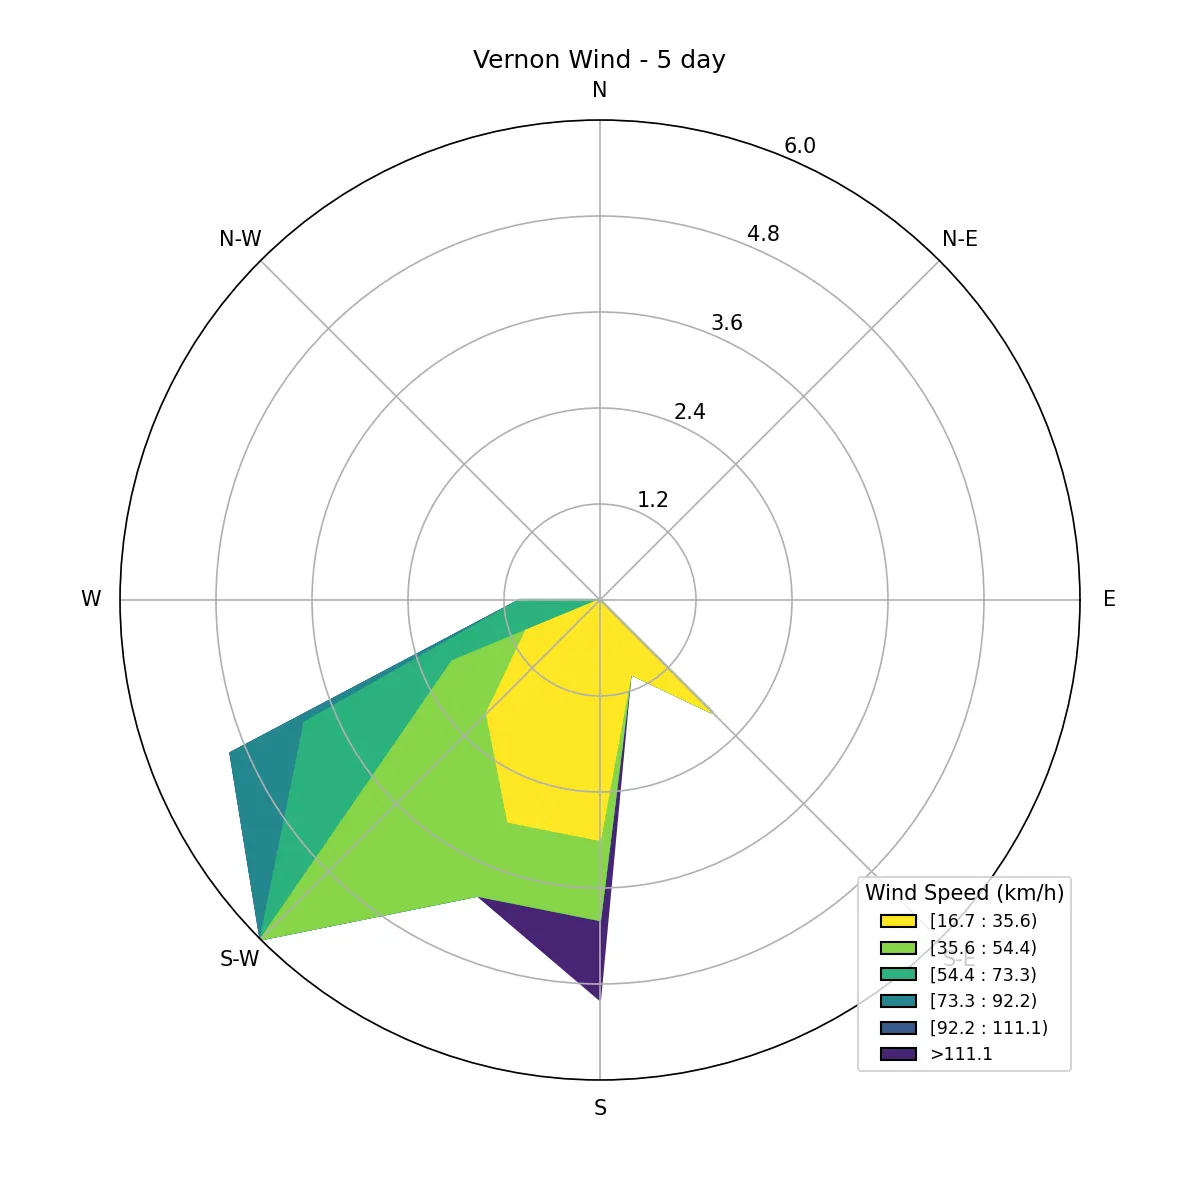 Vernon Wind - 5 day
N
6.0
N-W
N-E
4.8
3.6
2.4
1.2
W
E
Wind Speed (km/h)
[16.7 : 35.6)
[35.6 : 54.4)
S-W
S-E
[54.4 : 73.3)
[73.3 : 92.2)
[92.2 : 111.1)
>111.1
S